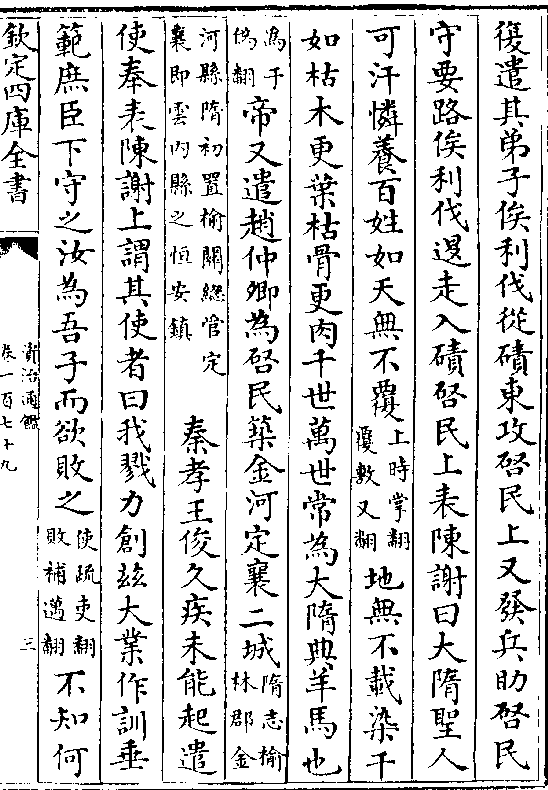 復遣其弟子俟利伐從磧東攻啓民上又發兵助啓民
守要路俟利伐退走入磧啓民上表陳謝曰大隋聖人
可汗憐養百姓如天無不覆上時掌翻覆敷又翻地無不載染干
如枯木更葉枯骨更肉千世萬世常為大隋典羊馬也
為于偽翻帝又遣趙仲卿為啓民築金河定襄二城隋志榆林郡金
河縣隋初置榆關總管定襄即雲內縣之恒安鎮秦孝王俊久疾未能起遣
使奉表陳謝上謂其使者曰我戮力創兹大業作訓垂
範庶臣下守之汝為吾子而欲敗之使疏吏翻敗補邁翻不知何
欽定四庫全書
資治通鑑
卷一百七十九
三